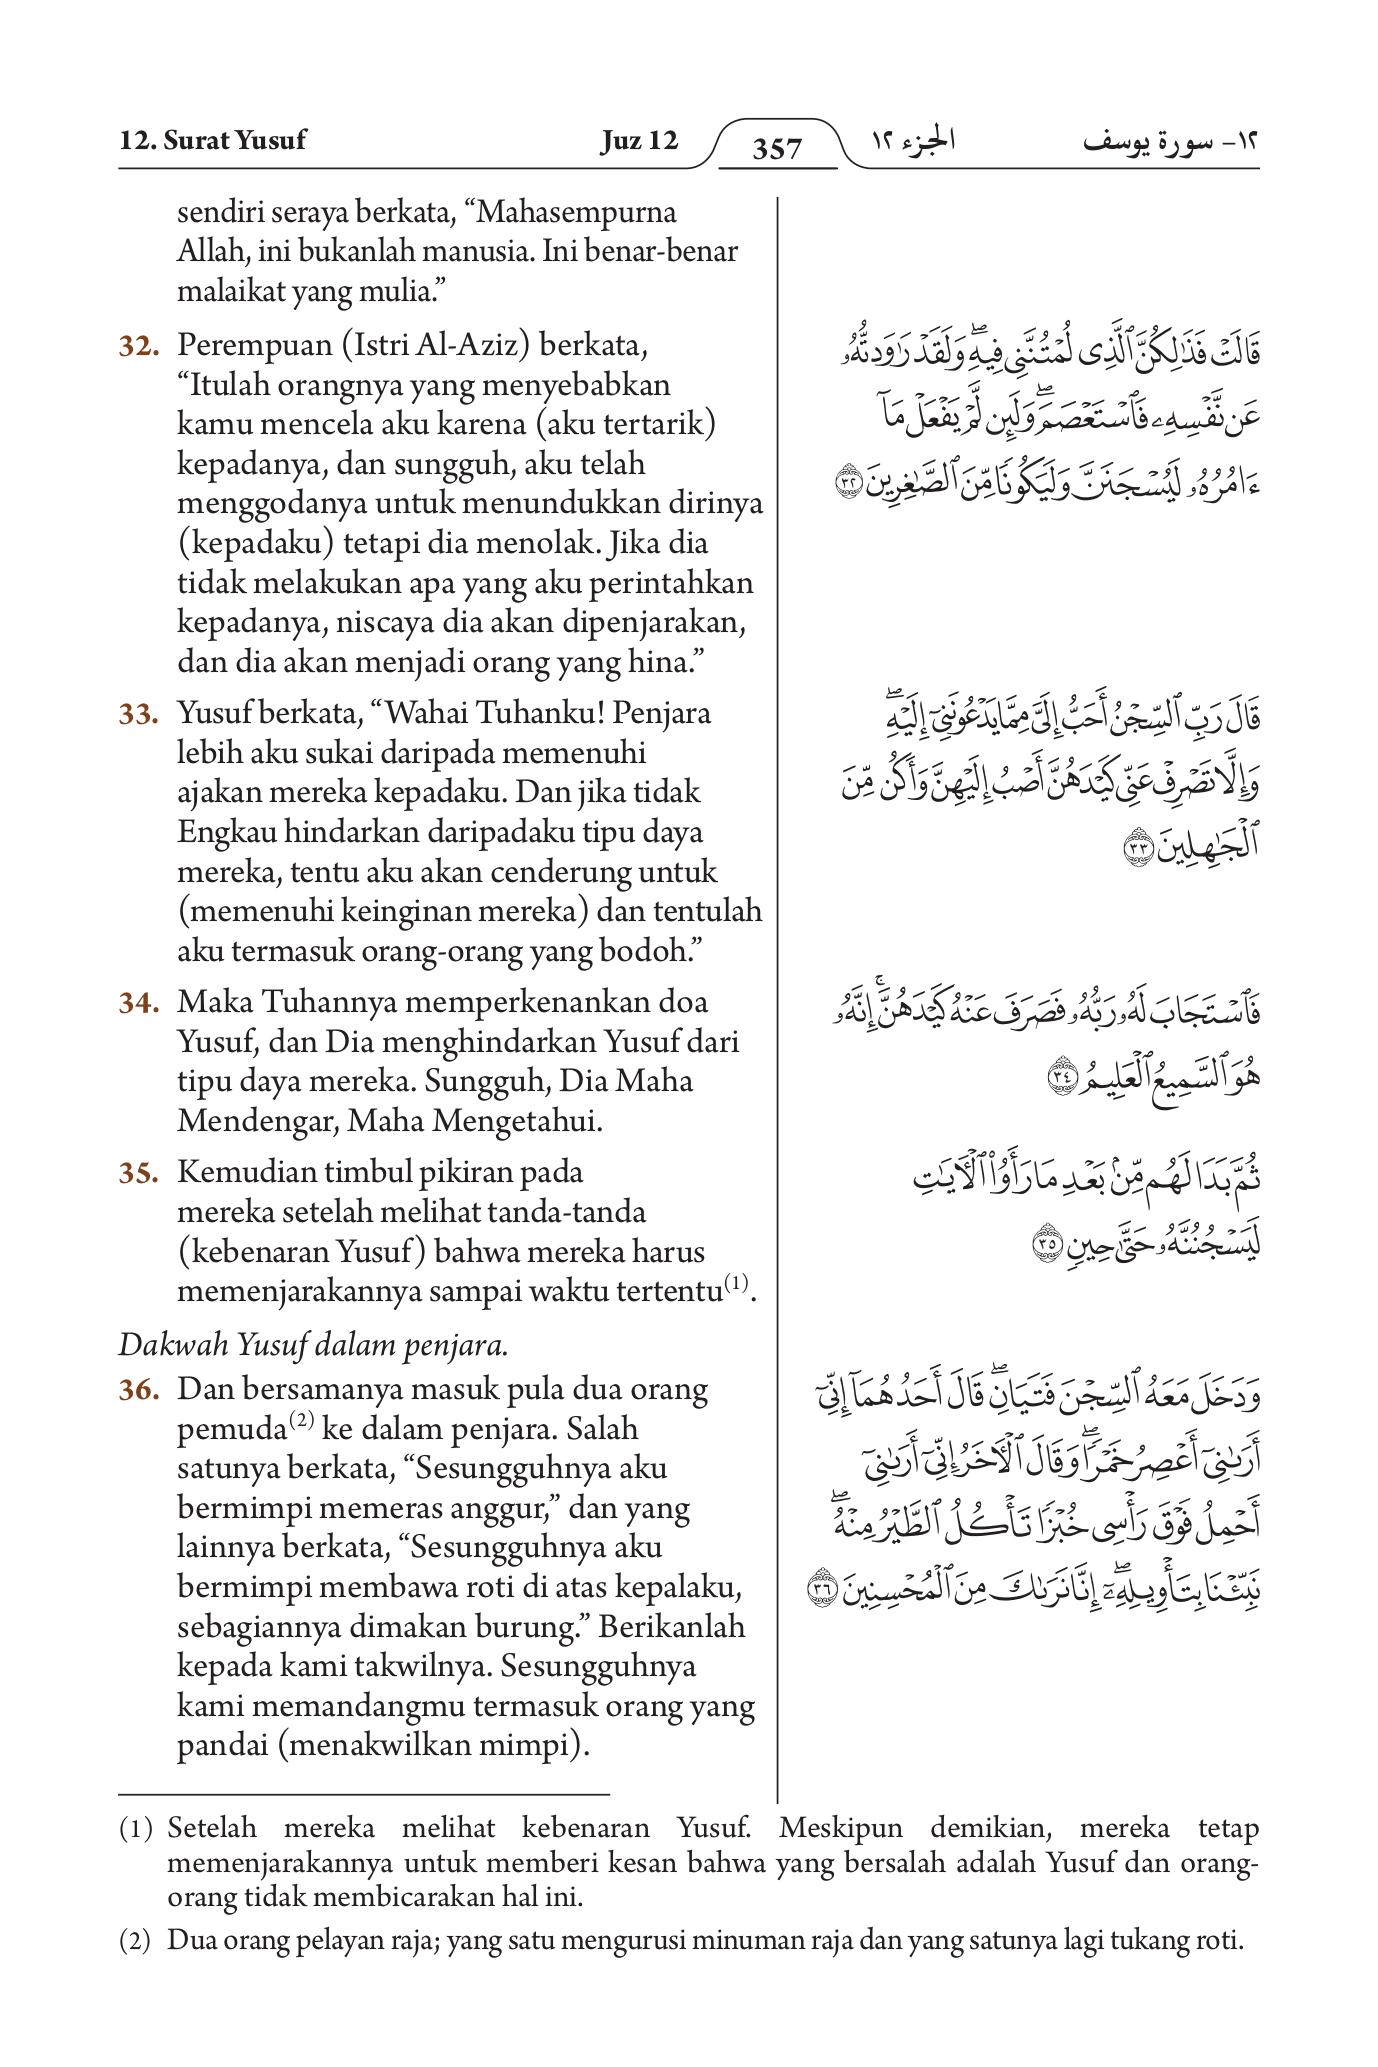 12. Surat Yusuf
Juz 12
357
الجزء ١٢
١٢- سورة يوسف
sendiri seraya berkata, “Mahasempurna
Allah, ini bukanlah manusia. Ini benar-benar
malaikat yang mulia.”
32. Perempuan (Istri Al-Aziz) berkata,
“Itulah orangnya yang menyebabkan
kamu mencela aku karena (aku tertarik)
kepadanya, dan sungguh, aku telah
menggodanya untuk menundukkan dirinya
(kepadaku) tetapi dia menolak. Jika dia
tidak melakukan apa yang aku perintahkan
kepadanya, niscaya dia akan dipenjarakan,
dan dia akan menjadi orang yang hina.”
33. Yusuf berkata, “Wahai Tuhanku! Penjara
lebih aku sukai daripada memenuhi
ajakan mereka kepadaku. Dan jika tidak
Engkau hindarkan daripadaku tipu daya
mereka, tentu aku akan cenderung untuk
(memenuhi keinginan mereka) dan tentulah
aku termasuk orang-orang yang bodoh.”
34. Maka Tuhannya memperkenankan doa
Yusuf, dan Dia menghindarkan Yusuf dari
tipu daya mereka. Sungguh, Dia Maha
Mendengar, Maha Mengetahui.
35. Kemudian timbul pikiran pada
mereka setelah melihat tanda-tanda
(kebenaran Yusuf) bahwa mereka harus
memenjarakannya sampai waktu tertentu(1).
Dakwah Yusuf dalam penjara.
36. Dan bersamanya masuk pula dua orang
pemuda(2) ke dalam penjara. Salah
satunya berkata, “Sesungguhnya aku
bermimpi memeras anggur,” dan yang
lainnya berkata, “Sesungguhnya aku
bermimpi membawa roti di atas kepalaku,
sebagiannya dimakan burung.” Berikanlah
kepada kami takwilnya. Sesungguhnya
kami memandangmu termasuk orang yang
pandai (menakwilkan mimpi).
قَالَتْ فَذَٰلِكُنَّ ٱلَّذِى لُمْتُنَّنِى فِيهِۖ وَلَقَدْ رَٰوَدتُّهُۥ
عَن نَّفْسِهِۦ فَٱسْتَعْصَمَۖ وَلَئِن لَّمْ يَفْعَلْ مَآ
ءَامُرُهُۥ لَيُسْجَنَنَّ وَلَيَكُونًا مِّنَ ٱلصَّٰغِرِينَ ٣٢
قَالَ رَبِّ ٱلسِّجْنُ أَحَبُّ إِلَىَّ مِمَّا يَدْعُونَنِىٓ إِلَيْهِۖ
وَإِلَّا تَصْرِفْ عَنِّى كَيْدَهُنَّ أَصْبُ إِلَيْهِنَّ وَأَكُن مِّنَ
ٱلْجَٰهِلِينَ ٣٣
فَٱسْتَجَابَ لَهُۥ رَبُّهُۥ فَصَرَفَ عَنْهُ كَيْدَهُنَّۚ إِنَّهُۥ
هُوَ ٱلسَّمِيعُ ٱلْعَلِيمُ ٣٤
ثُمَّ بَدَا لَهُم مِّنۢ بَعْدِ مَا رَأَوُا۟ ٱلْءَايَٰتِ
لَيَسْجُنُنَّهُۥ حَتَّىٰ حِينٍ ٣٥
وَدَخَلَ مَعَهُ ٱلسِّجْنَ فَتَيَانِۖ قَالَ أَحَدُهُمَآ إِنِّىٓ
أَرَىٰنِىٓ أَعْصِرُ خَمْرًاۖ وَقَالَ ٱلْءَاخَرُ إِنِّىٓ أَرَىٰنِىٓ
أَحْمِلُ فَوْقَ رَأْسِى خُبْزًا تَأْكُلُ ٱلطَّيْرُ مِنْهُۖ
نَبِّئْنَا بِتَأْوِيلِهِۦٓۖ إِنَّا نَرَىٰكَ مِنَ ٱلْمُحْسِنِينَ ٣٦
(1) Setelah mereka melihat kebenaran Yusuf. Meskipun demikian, mereka tetap
memenjarakannya untuk memberi kesan bahwa yang bersalah adalah Yusuf dan orang-
orang tidak membicarakan hal ini.
(2) Dua orang pelayan raja; yang satu mengurusi minuman raja dan yang satunya lagi tukang roti.